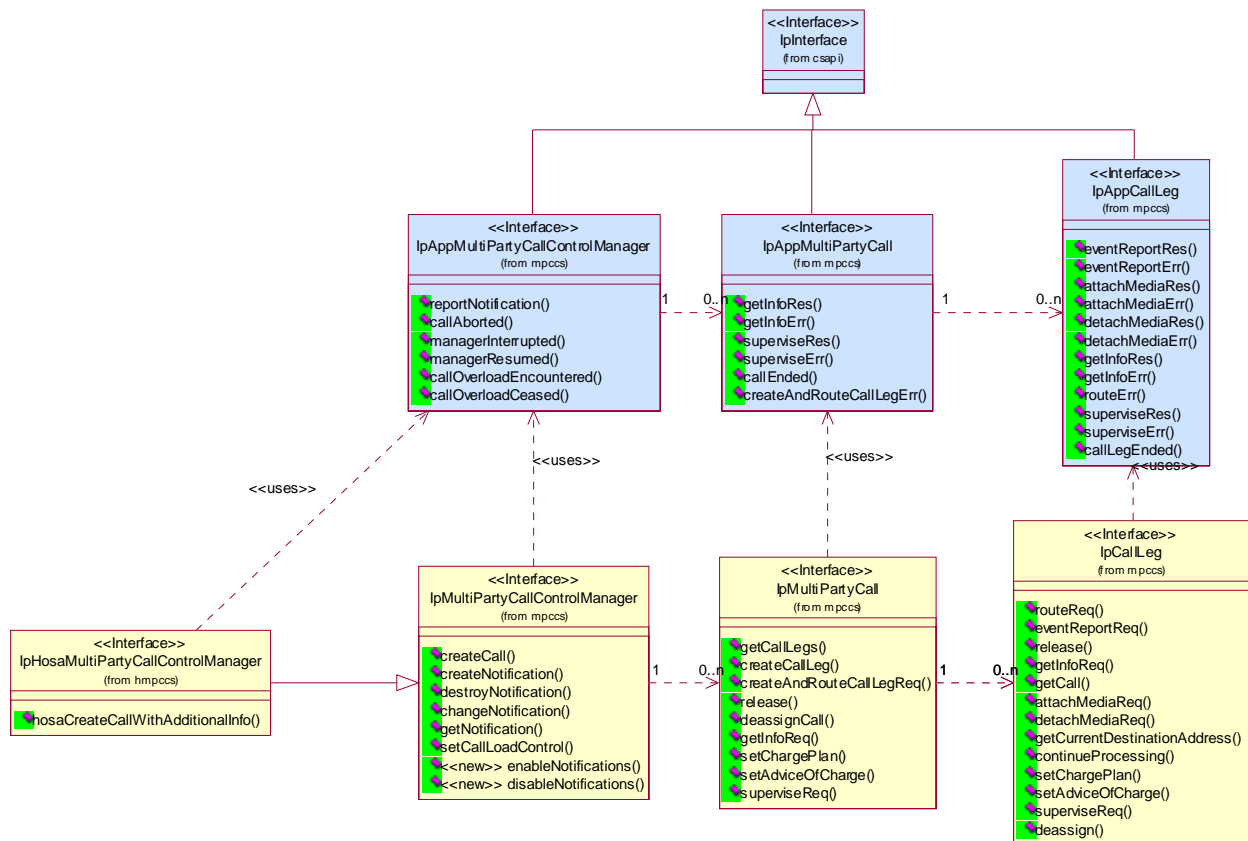 <<Interface>>
IpInterface
(from csapi)
<<Interface>>
IpAppCallLeg
(from mpccs)
eventReportRes()
eventReportErr()
attachMediaRes()
attachMediaErr()
detachMediaRes()
detachMediaErr()
getInfoRes()
getInfoErr()
routeErr()
superviseRes()
superviseErr()
callLegEnded()
<<Interface>>
IpAppMultiPartyCallControlManager
(from mpccs)
reportNotification()
callAborted()
managerInterrupted()
managerResumed()
callOverloadEncountered()
callOverloadCeased()
1
0..n
<<Interface>>
IpAppMultiPartyCall
(from mpccs)
getInfoRes()
getInfoErr()
superviseRes()
superviseErr()
callEnded()
createAndRouteCallLegErr()
1
0..n
<<uses>>
<<uses>>
<<uses>>
<<uses>>
<<Interface>>
IpHosaMultiPartyCallControlManager
(from hmpccs)
hosaCreateCallWithAdditionalInfo()
<<Interface>>
IpMultiPartyCallControlManager
(from mpccs)
createCall()
createNotification()
destroyNotification()
changeNotification()
getNotification()
setCallLoadControl()
<<new>> enableNotifications()
<<new>> disableNotifications()
1
0..n
<<Interface>>
IpMultiPartyCall
(from mpccs)
getCallLegs()
createCallLeg()
createAndRouteCallLegReq()
release()
deassignCall()
getInfoReq()
setChargePlan()
setAdviceOfCharge()
superviseReq()
1
0..n
<<Interface>>
IpCallLeg
(from mpccs)
routeReq()
eventReportReq()
release()
getInfoReq()
getCall()
attachMediaReq()
detachMediaReq()
getCurrentDestinationAddress()
continueProcessing()
setChargePlan()
setAdviceOfCharge()
superviseReq()
deassign()